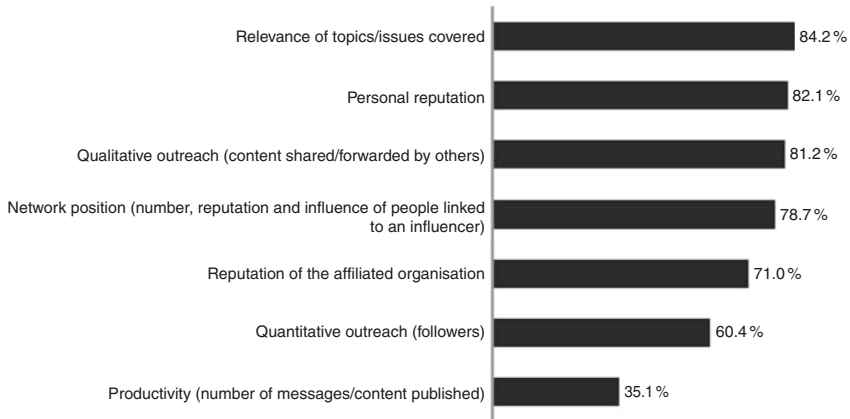 Relevance of topics/issues covered 84.2 %
Personal reputation 82.1 %
Qualitative outreach (content shared/forwarded by others) 81.2 %
Network position (number, reputation and influence of people linked
to an influencer) 78.7 %
Reputation of the affiliated organisation 71.0 %
Quantitative outreach (followers) 60.4 %
Productivity (number of messages/content published) 35.1 %